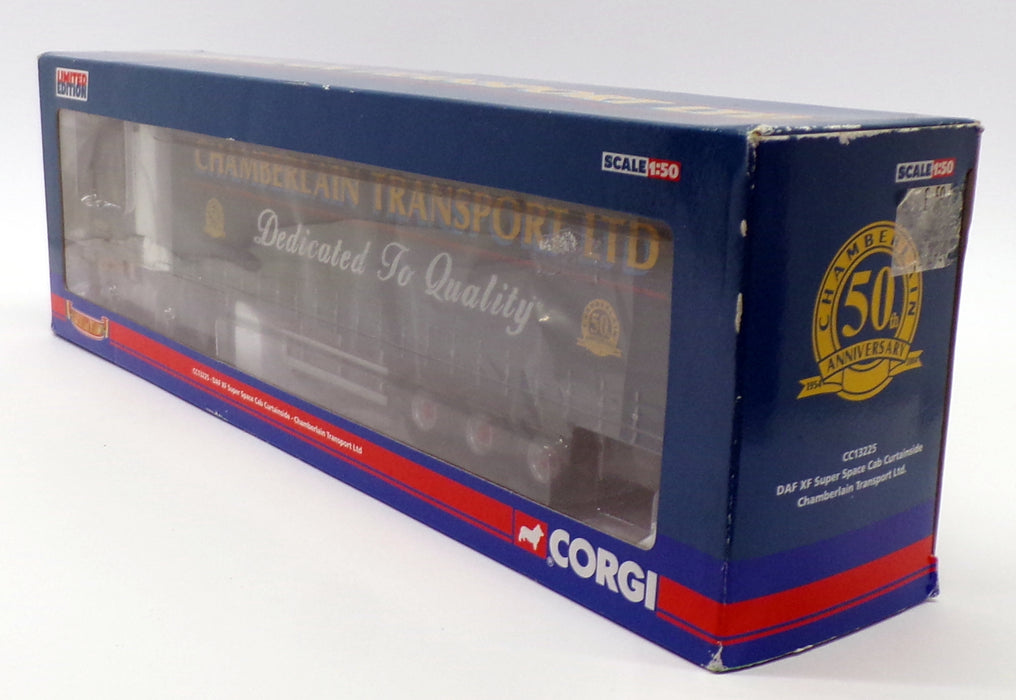 LIMITED
EDITION
SCALE 1:50
CHAMBERLAIN TRANSPORT LTD
Dedicated To Quality
50
CC13225 - DAF XF Super Space Cab Curtainside - Chamberlain Transport Ltd
CORGI
®
SCALE 1:50
CHAMBERLAIN
50th
ANNIVERSARY
1954
CC13225
DAF XF Super Space Cab Curtainside
Chamberlain Transport Ltd.